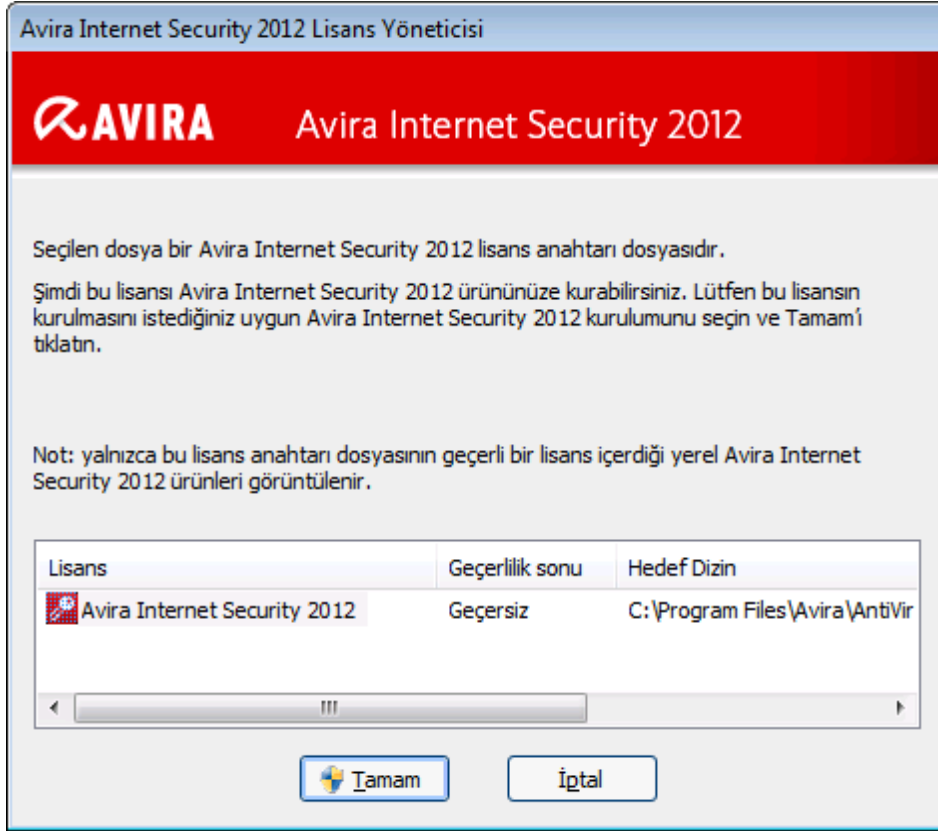 Avira Internet Security 2012 Lisans Yöneticisi
AVIRA
Avira Internet Security 2012
Seçilen dosya bir Avira Internet Security 2012 lisans anahtarı dosyasıdır.
Şimdi bu lisansı Avira Internet Security 2012 ürününüze kurabilirsiniz. Lütfen bu lisansın
kurulmasını istediğiniz uygun Avira Internet Security 2012 kurulumunu seçin ve Tamam'ı
tıklatın.
Not: yalnızca bu lisans anahtarı dosyasının geçerli bir lisans içerdiği yerel Avira Internet
Security 2012 ürünleri görüntülenir.
Lisans Geçerlilik sonu Hedef Dizin
Avira Internet Security 2012 Geçersiz C:\Program Files\Avira\AntiVir
Tamam İptal